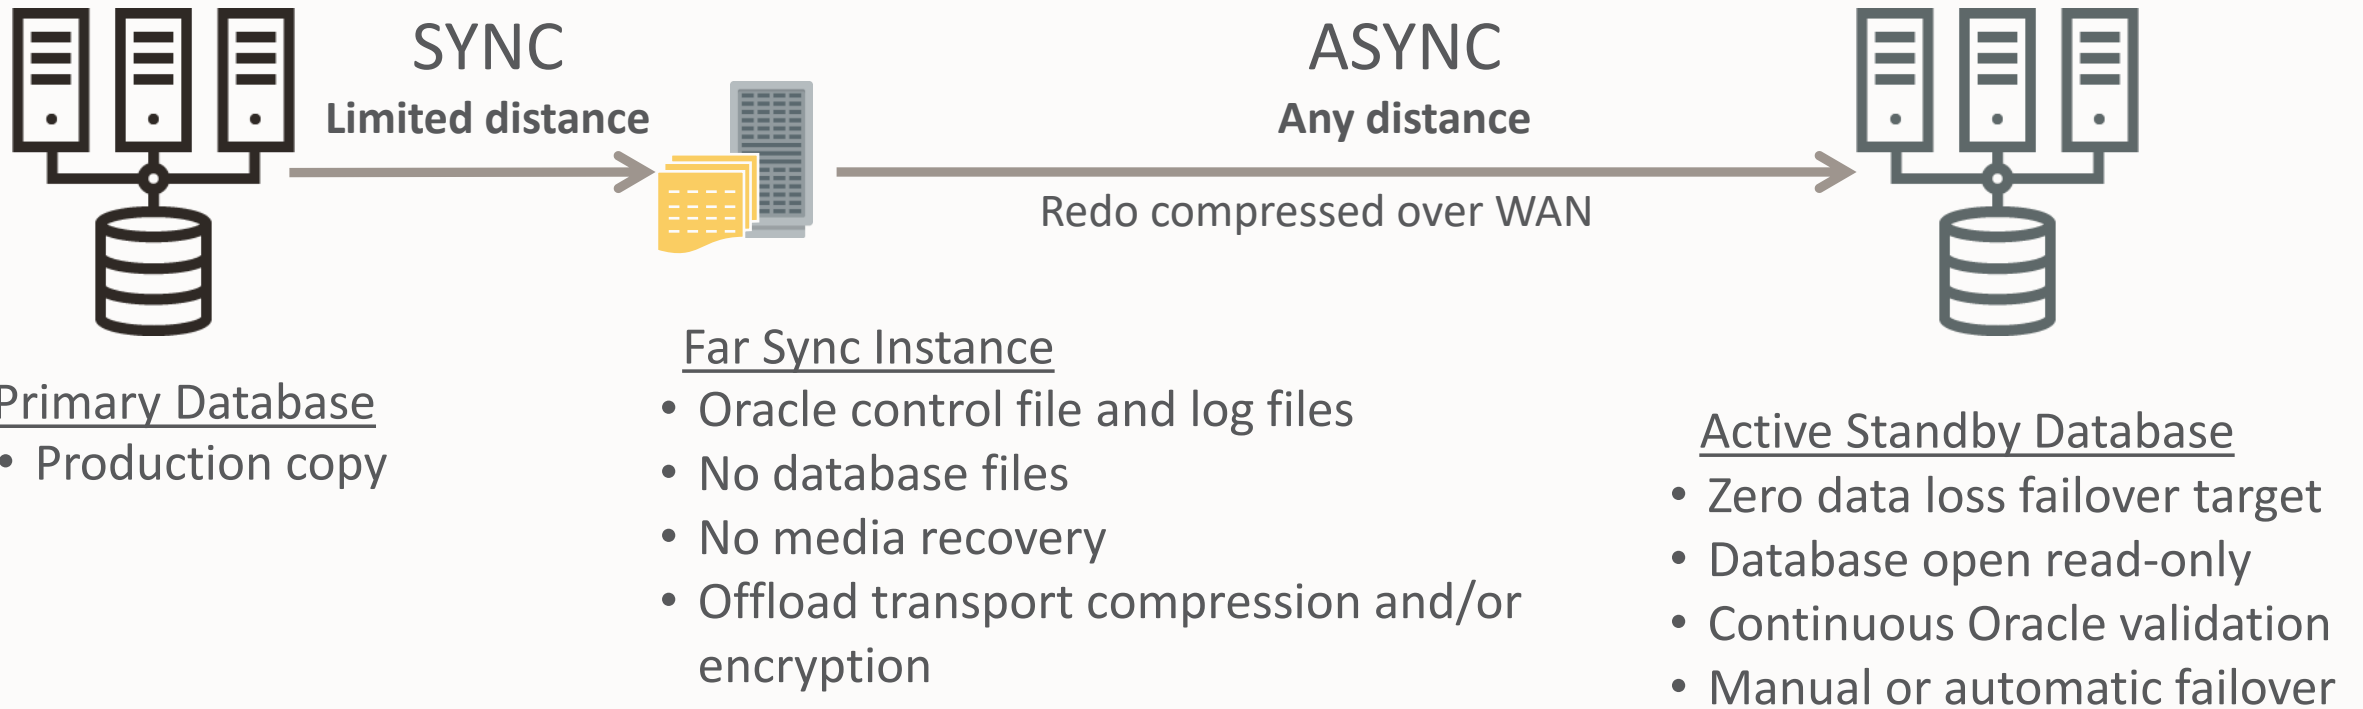 SYNC
Limited distance
ASYNC
Any distance
Redo compressed over WAN
Primary Database
• Production copy
Far Sync Instance
• Oracle control file and log files
• No database files
• No media recovery
• Offload transport compression and/or
encryption
Active Standby Database
• Zero data loss failover target
• Database open read-only
• Continuous Oracle validation
• Manual or automatic failover